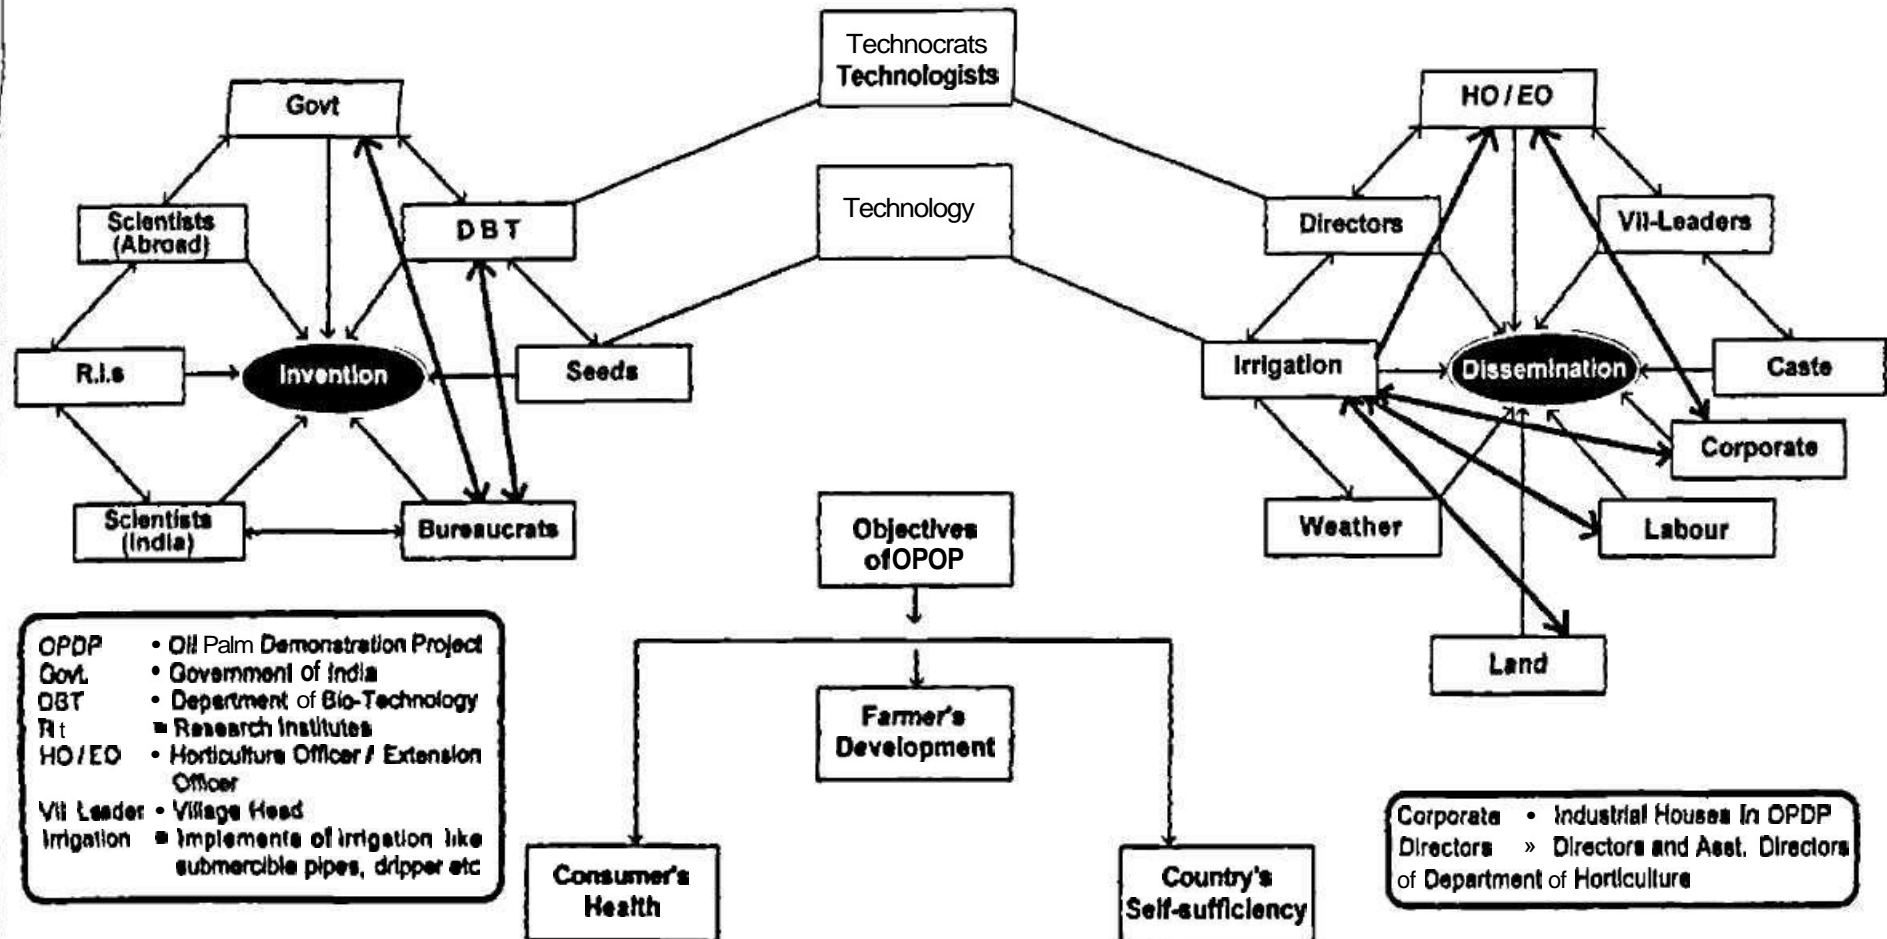 Technocrats
Technologists
Govt
HO / EO
Scientists
(Abroad)
D B T
Technology
Directors
Vil-Leaders
R.I.s
Invention
Seeds
Irrigation
Dissemination
Caste
Corporate
Scientists
(India)
Bureaucrats
Objectives
of OPOP
Weather
Labour
Land
Farmer's
Development
Consumer's
Health
Country's
Self-sufficiency
OPDP • Oil Palm Demonstration Project
Govt. • Government of India
DBT • Department of Bio-Technology
R t = Research Institutes
HO / EO • Horticulture Officer / Extension
Officer
Vil Leader • Village Head
Irrigation = Implements of irrigation like
submercible pipes, dripper etc
Corporate • Industrial Houses in OPDP
Directors » Directors and Asst. Directors
of Department of Horticulture